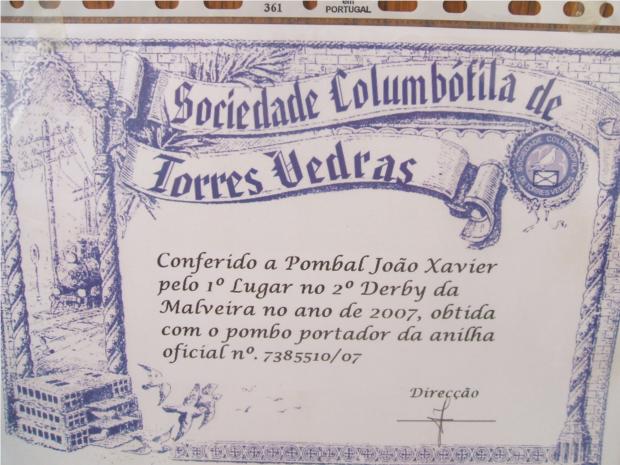 361
em
PORTUGAL
Sociedade Columbófila de
Torres Vedras
Conferido a Pombal João Xavier
pelo 1º Lugar no 2º Derby da
Malveira no ano de 2007, obtida
com o pombo portador da anilha
oficial nº. 7385510/07
Direcção